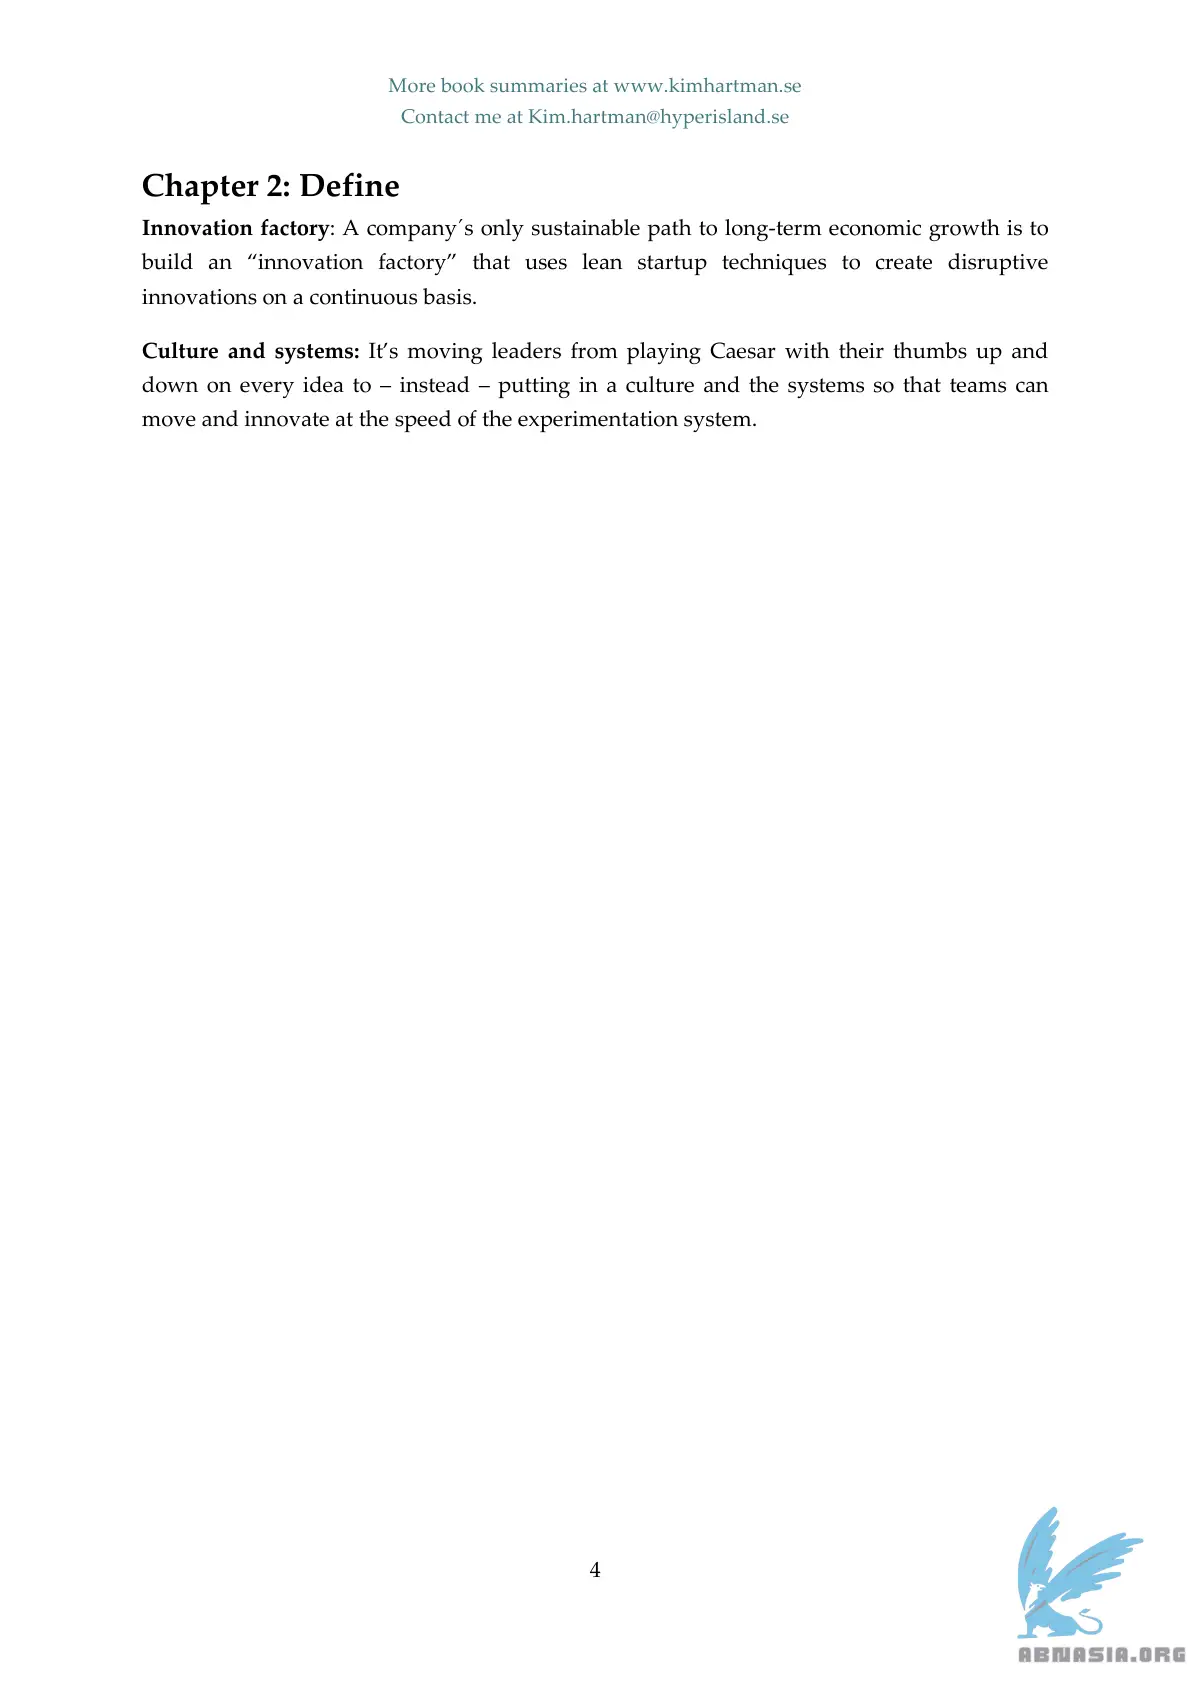 More book summaries at www.kimhartman.se
Contact me at Kim.hartman@hyperisland.se
Chapter 2: Define
Innovation factory: A company´s only sustainable path to long-term economic growth is to
build an “innovation factory” that uses lean startup techniques to create disruptive
innovations on a continuous basis.
Culture and systems: It’s moving leaders from playing Caesar with their thumbs up and
down on every idea to – instead – putting in a culture and the systems so that teams can
move and innovate at the speed of the experimentation system.
4
ABNASIA.ORG